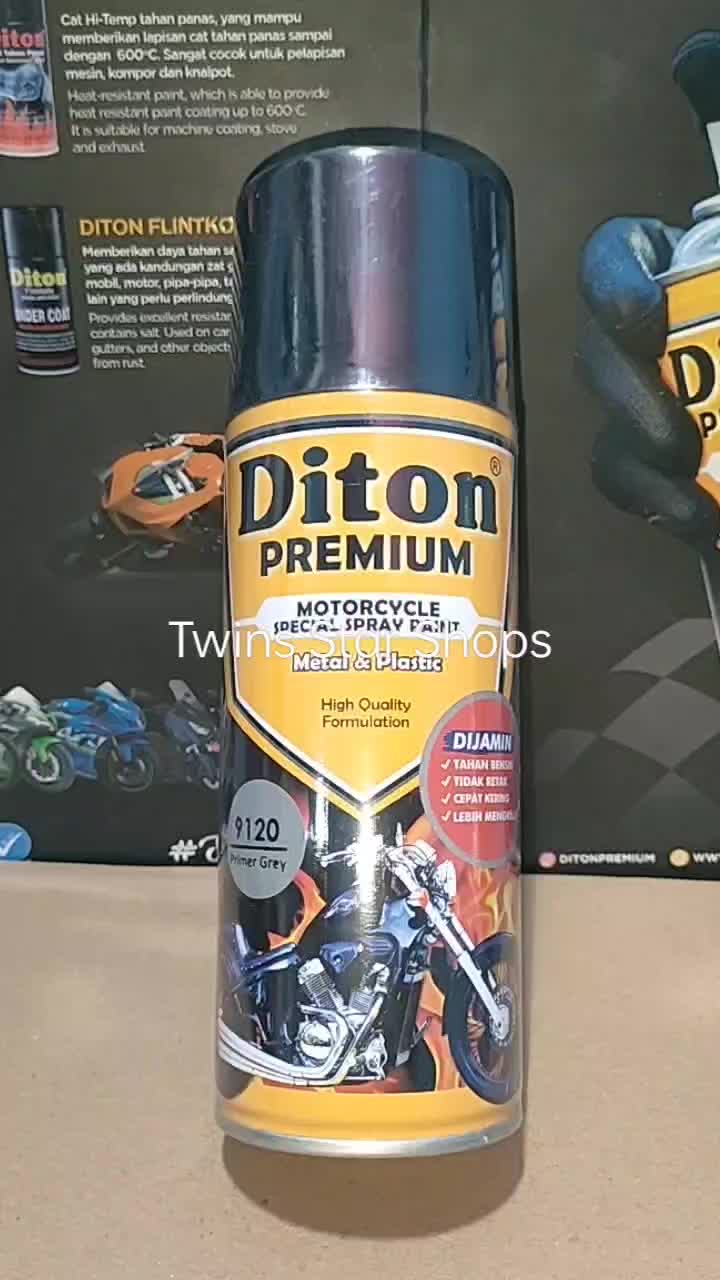 Cat Hi-Temp tahan panas, yang mampu
memberikan lapisan cat tahan panas sampai
dengan 600°C. Sangat cocok untuk pelapisan
mesin, kompor dan knalpot.
Heat-resistant paint, which is able to provide
heat resistant paint coating up to 600°C.
It is suitable for machine coating, stove
and exhaust.
DITON FLINTKO
Memberikan daya tahan
yang ada kandungan zat
mobil, motor, pipa-pipa,
lain yang perlu
Provides excellent
contains salt. Used on
gutters, and other
from rust.
Diton
UNDER COAT
Diton®
PREMIUM
MOTORCYCLE
SPECIAL SPRAY PAINT
Twins Star Shops
Metal & Plastic
High Quality
Formulation
DIJAMIN
✓ TAHAN BENSIN
✓ TIDAK RETAK
✓ CEPAT KERING
✓ LEBIH
9120
Primer Grey
DITONPREMIUM